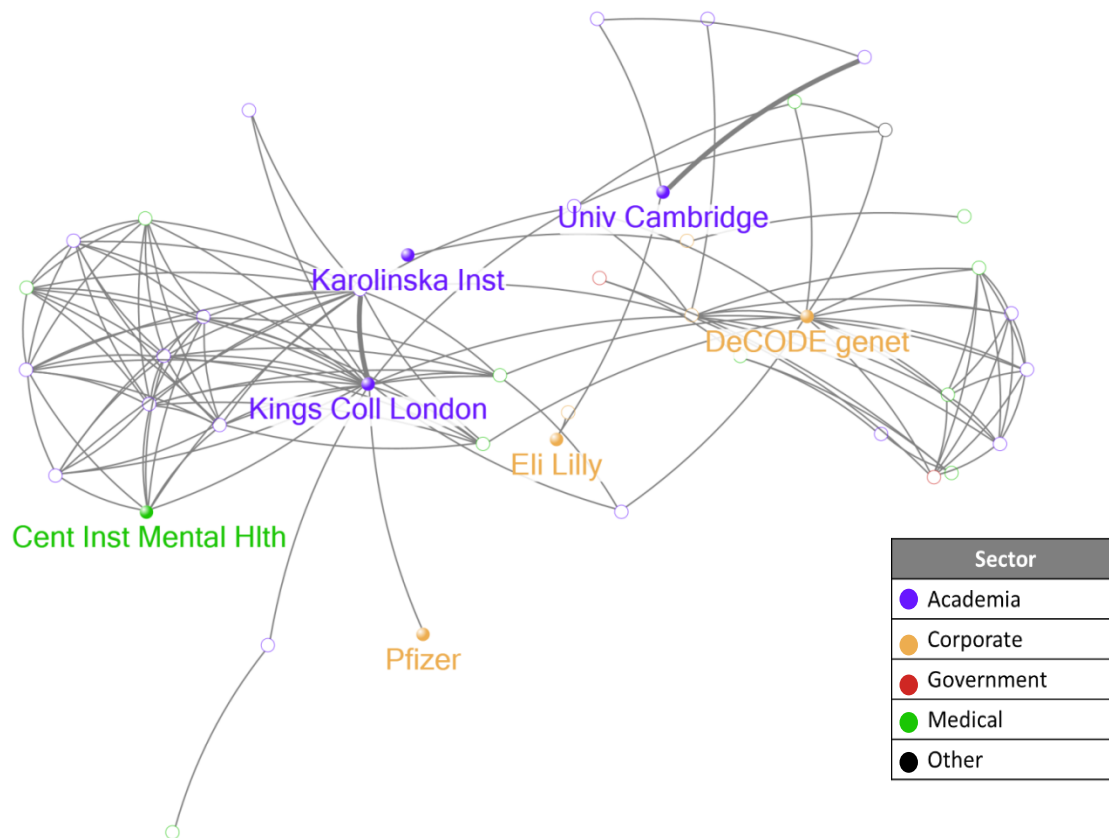 Univ Cambridge
Karolinska Inst
DeCODE genet
Kings Coll London
Eli Lilly
Cent Inst Mental Hlth
Pfizer
Sector
Academia
Corporate
Government
Medical
Other